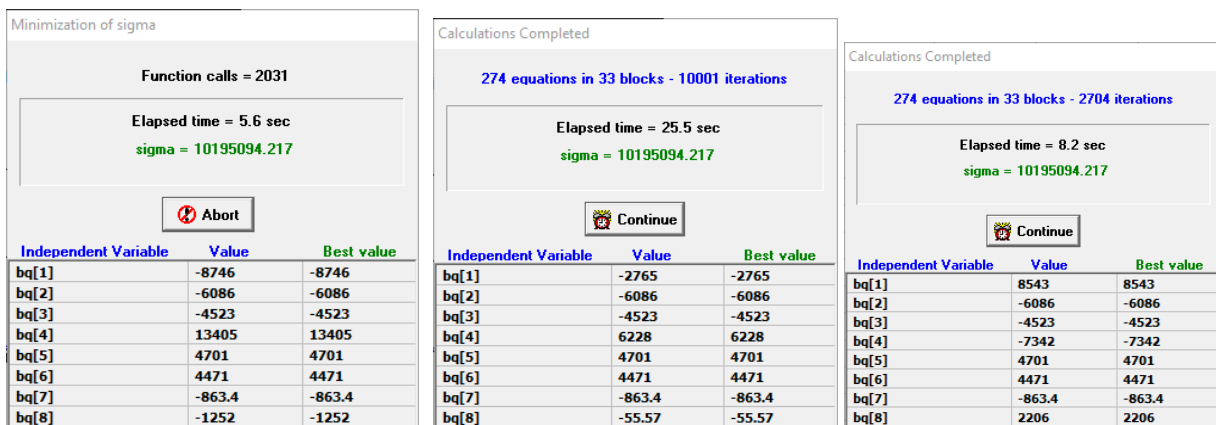 Minimization of sigma
Function calls = 2031
Elapsed time = 5.6 sec
sigma = 10195094.217
Abort
Independent Variable Value Best value
bq[1] -8746 -8746
bq[2] -6086 -6086
bq[3] -4523 -4523
bq[4] 13405 13405
bq[5] 4701 4701
bq[6] 4471 4471
bq[7] -863.4 -863.4
bq[8] -1252 -1252
Calculations Completed
274 equations in 33 blocks - 10001 iterations
Elapsed time = 25.5 sec
sigma = 10195094.217
Continue
Independent Variable Value Best value
bq[1] -2765 -2765
bq[2] -6086 -6086
bq[3] -4523 -4523
bq[4] 6228 6228
bq[5] 4701 4701
bq[6] 4471 4471
bq[7] -863.4 -863.4
bq[8] -55.57 -55.57
Calculations Completed
274 equations in 33 blocks - 2704 iterations
Elapsed time = 8.2 sec
sigma = 10195094.217
Continue
Independent Variable Value Best value
bq[1] 8543 8543
bq[2] -6086 -6086
bq[3] -4523 -4523
bq[4] -7342 -7342
bq[5] 4701 4701
bq[6] 4471 4471
bq[7] -863.4 -863.4
bq[8] 2206 2206